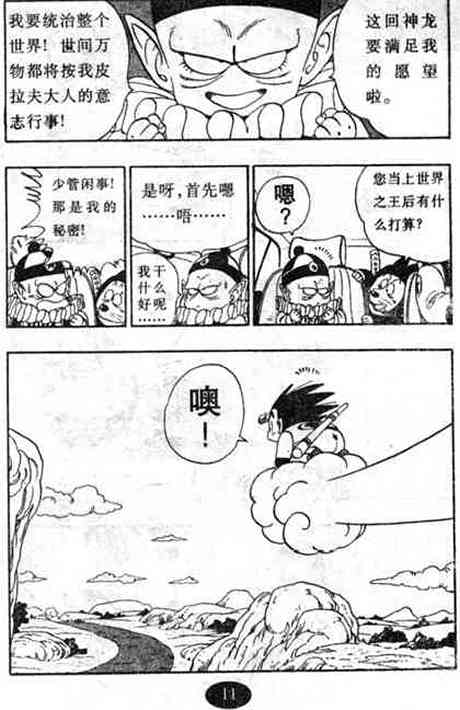 这回神龙
要满足我
的愿望
啦。
我要统治整个
世界！世间万
物都将按我皮
拉夫大人的意
志行事！
您当上世界
之王后有什
么打算？
嗯
？
是呀，首先嗯
……唔……
我干
什么
好呢
……
少管闲事！
那是我的
秘密！
噢
！
11